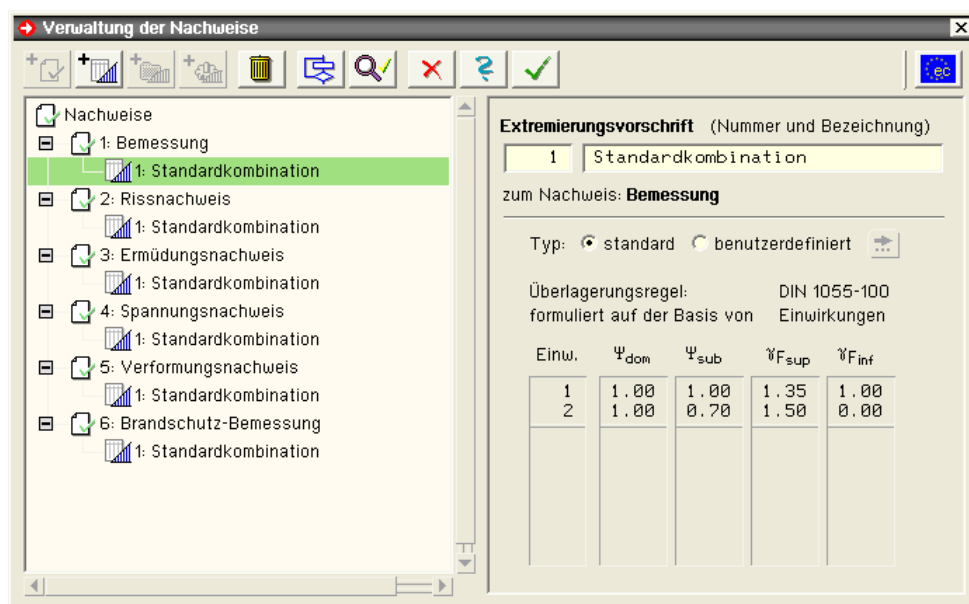 Verwaltung der Nachweise
ec
Nachweise
1: Bemessung
1: Standardkombination
2: Rissnachweis
1: Standardkombination
3: Ermüdungsnachweis
1: Standardkombination
4: Spannungsnachweis
1: Standardkombination
5: Verformungsnachweis
1: Standardkombination
6: Brandschutz-Bemessung
1: Standardkombination
Extremierungsvorschrift (Nummer und Bezeichnung)
1 Standardkombination
zum Nachweis: Bemessung
Typ: standard benutzerdefiniert
Überlagerungsregel: DIN 1055-100
formuliert auf der Basis von Einwirkungen
Einw. Ψdom Ψsub γFsup γFinf
1 1.00 1.00 1.35 1.00
2 1.00 0.70 1.50 0.00